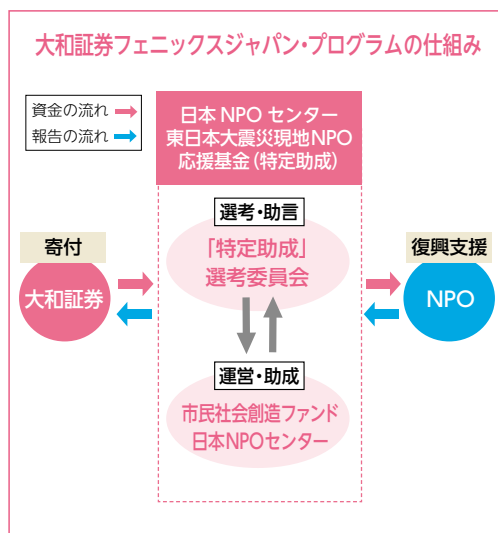 大和証券フェニックスジャパン・プログラムの仕組み
資金の流れ
報告の流れ
日本 NPO センター
東日本大震災現地NPO
応援基金(特定助成)
選考・助言
「特定助成」
選考委員会
寄付
大和証券
復興支援
NPO
運営・助成
市民社会創造ファンド
日本NPOセンター